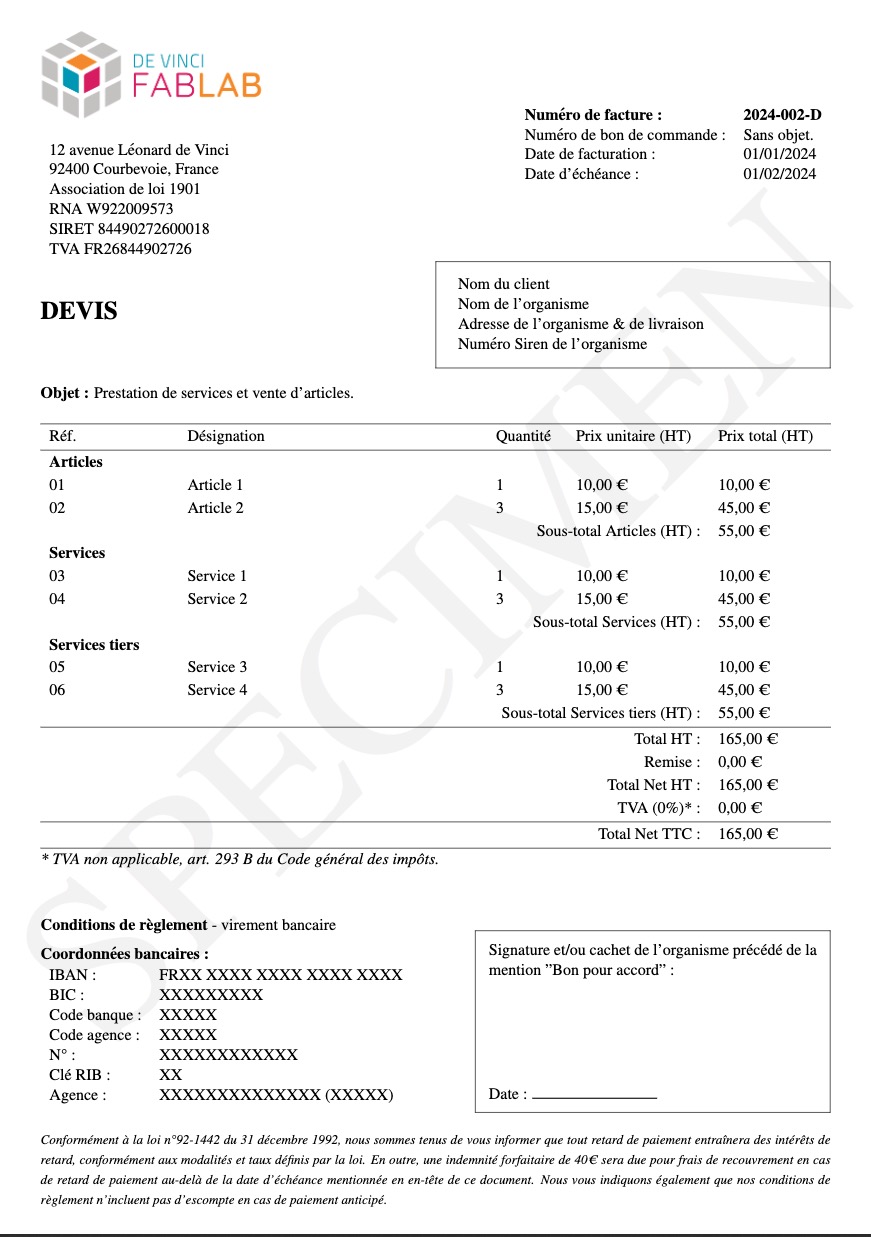 DE VINCI
FABLAB
12 avenue Léonard de Vinci
92400 Courbevoie, France
Association de loi 1901
RNA W922009573
SIRET 84490272600018
TVA FR26844902726
Numéro de facture : 2024-002-D
Numéro de bon de commande : Sans objet.
Date de facturation : 01/01/2024
Date d’échéance : 01/02/2024
DEVIS
Nom du client
Nom de l’organisme
Adresse de l’organisme & de livraison
Numéro Siren de l’organisme
Objet : Prestation de services et vente d’articles.
Réf. Désignation Quantité Prix unitaire (HT) Prix total (HT)
Articles
01 Article 1 1 10,00 € 10,00 €
02 Article 2 3 15,00 € 45,00 €
Sous-total Articles (HT) : 55,00 €
Services
03 Service 1 1 10,00 € 10,00 €
04 Service 2 3 15,00 € 45,00 €
Sous-total Services (HT) : 55,00 €
Services tiers
05 Service 3 1 10,00 € 10,00 €
06 Service 4 3 15,00 € 45,00 €
Sous-total Services tiers (HT) : 55,00 €
Total HT : 165,00 €
Remise : 0,00 €
Total Net HT : 165,00 €
TVA (0%)* : 0,00 €
Total Net TTC : 165,00 €
* TVA non applicable, art. 293 B du Code général des impôts.
Conditions de règlement - virement bancaire
Coordonnées bancaires :
IBAN : FRXX XXXX XXXX XXXX XXXX
BIC : XXXXXXXXX
Code banque : XXXXX
Code agence : XXXXX
N° : XXXXXXXXXXXX
Clé RIB : XX
Agence : XXXXXXXXXXXXXX (XXXXX)
Signature et/ou cachet de l’organisme précédé de la
mention ”Bon pour accord” :
Date :
Conformément à la loi n°92-1442 du 31 décembre 1992, nous sommes tenus de vous informer que tout retard de paiement entraînera des intérêts de
retard, conformément aux modalités et taux définis par la loi. En outre, une indemnité forfaitaire de 40€ sera due pour frais de recouvrement en cas
de retard de paiement au-delà de la date d’échéance mentionnée en en-tête de ce document. Nous vous indiquons également que nos conditions de
règlement n’incluent pas d’escompte en cas de paiement anticipé.
SPECIMEN